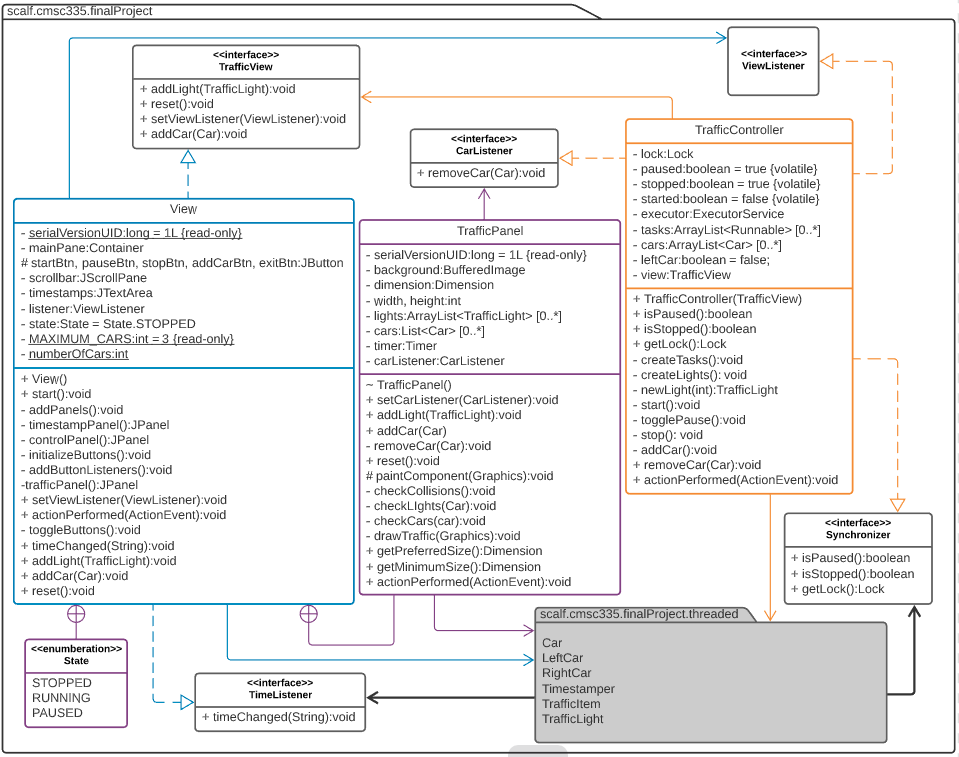 scalf.cmsc335.finalProject
<<interface>>
TrafficView
+ addLight(TrafficLight):void
+ reset():void
+ setViewListener(ViewListener):void
+ addCar(Car):void
<<interface>>
ViewListener
<<interface>>
CarListener
+ removeCar(Car):void
TrafficController
- lock:Lock
- paused:boolean = true {volatile}
- stopped:boolean = true {volatile}
- started:boolean = false {volatile}
- executor:ExecutorService
- tasks:ArrayList<Runnable> [0..*]
- cars:ArrayList<Car> [0..*]
- leftCar:boolean = false;
- view:TrafficView
+ TrafficController(TrafficView)
+ isPaused():boolean
+ isStopped():boolean
+ getLock():Lock
- createTasks():void
- createLights(): void
- newLight(int):TrafficLight
- start():void
- togglePause():void
- stop(): void
- addCar():void
+ removeCar(Car):void
+ actionPerformed(ActionEvent):void
View
- serialVersionUID:long = 1L {read-only}
- mainPane:Container
# startBtn, pauseBtn, stopBtn, addCarBtn, exitBtn:JButton
- scrollbar:JScrollPane
- timestamps:JTextArea
- listener:ViewListener
- state:State = State.STOPPED
- MAXIMUM_CARS:int = 3 {read-only}
- numberOfCars:int
+ View()
+ start():void
- addPanels():void
- timestampPanel():JPanel
- controlPanel():JPanel
- initializeButtons():void
- addButtonListeners():void
-trafficPanel():JPanel
+ setViewListener(ViewListener):void
+ actionPerformed(ActionEvent):void
- toggleButtons():void
+ timeChanged(String):void
+ addLight(TrafficLight):void
+ addCar(Car):void
+ reset():void
TrafficPanel
- serialVersionUID:long = 1L {read-only}
- background:BufferedImage
- dimension:Dimension
- width, height:int
- lights:ArrayList<TrafficLight> [0..*]
- cars:List<Car> [0..*]
- timer:Timer
- carListener:CarListener
~ TrafficPanel()
+ setCarListener(CarListener):void
+ addLight(TrafficLight):void
+ addCar(Car)
- removeCar(Car):void
+ reset():void
# paintComponent(Graphics):void
- checkCollisions():void
- checkLIghts(Car):void
- checkCars(car):void
- drawTraffic(Graphics):void
+ getPreferredSize():Dimension
+ getMinimumSize():Dimension
+ actionPerformed(ActionEvent):void
<<interface>>
Synchronizer
+ isPaused():boolean
+ isStopped():boolean
+ getLock():Lock
<<enumberation>>
State
STOPPED
RUNNING
PAUSED
<<interface>>
TimeListener
+ timeChanged(String):void
scalf.cmsc335.finalProject.threaded
Car
LeftCar
RightCar
Timestamper
TrafficItem
TrafficLight